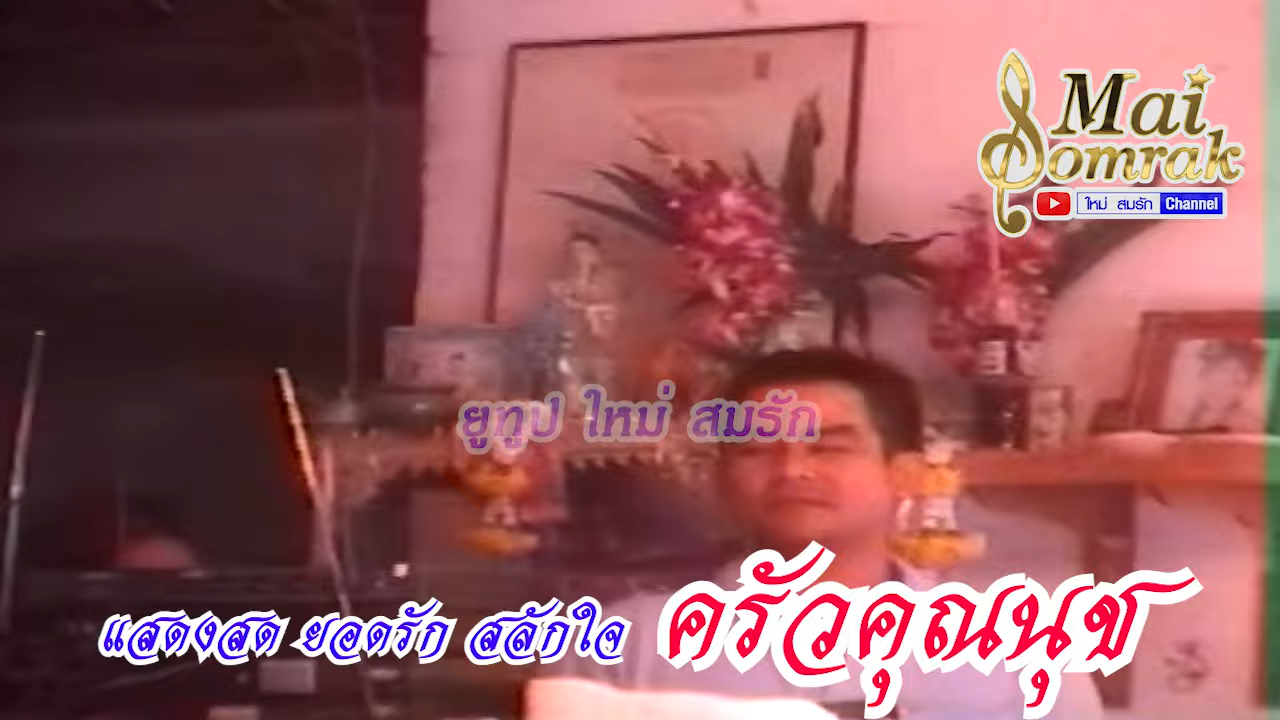 Mai
Somrak
ใหม่ สมรัก Channel
ยูทูป ใหม่ สมรัก
แสดงสด ยอดรัก สลักใจ ครัวคุณนุช